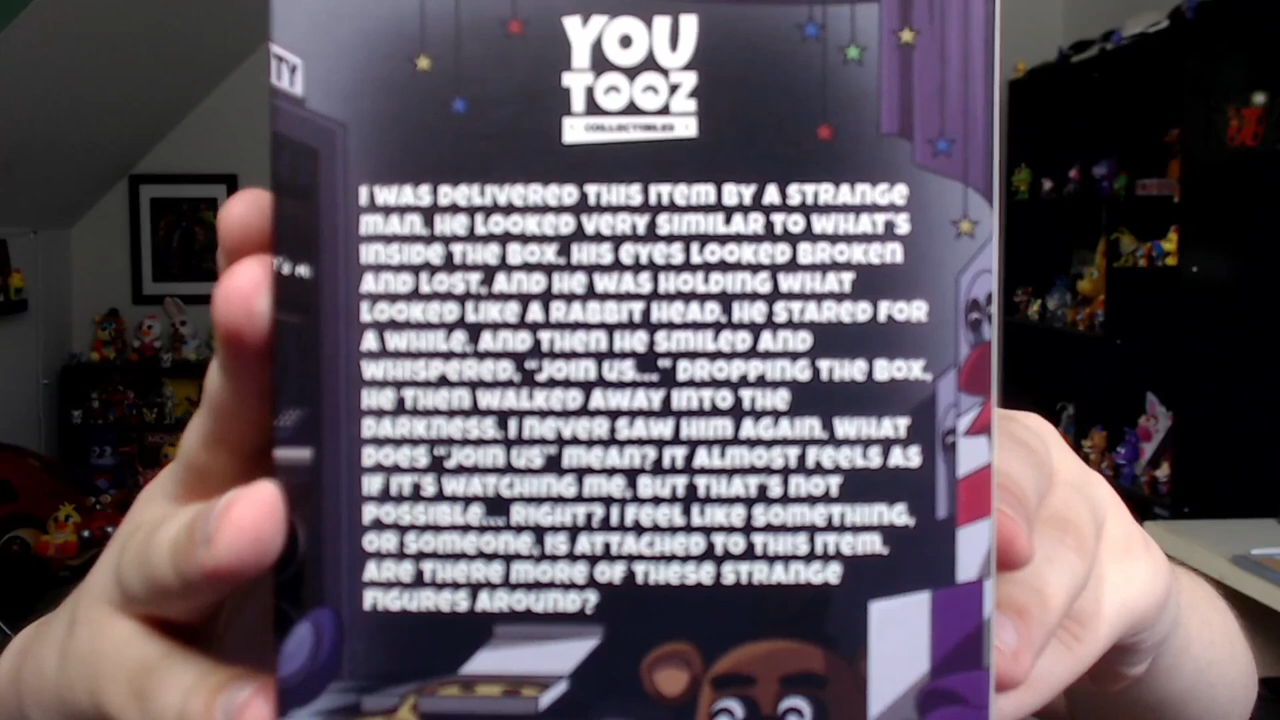 YOU
TOOZ
COLLECTIBLES
TY
I WAS DELIVERED THIS ITEM BY A STRANGE
MAN. HE LOOKED VERY SIMILAR TO WHAT'S
INSIDE THE BOX. HIS EYES LOOKED BROKEN
AND LOST, AND HE WAS HOLDING WHAT
LOOKED LIKE A RABBIT HEAD. HE STARED FOR
A WHILE, AND THEN HE SMILED AND
WHISPERED, "JOIN US..." DROPPING THE BOX,
HE THEN WALKED AWAY INTO THE
DARKNESS. I NEVER SAW HIM AGAIN. WHAT
DOES "JOIN US" MEAN? IT ALMOST FEELS AS
IF IT'S WATCHING ME, BUT THAT'S NOT
POSSIBLE... RIGHT? I FEEL LIKE SOMETHING,
OR SOMEONE, IS ATTACHED TO THIS ITEM.
ARE THERE MORE OF THESE STRANGE
FIGURES AROUND?